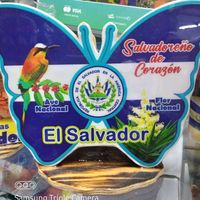 Salvadoreño
de
Corazón
Ave
Nacional
Flor
Nacional
El Salvador
Samsung Triple Camera